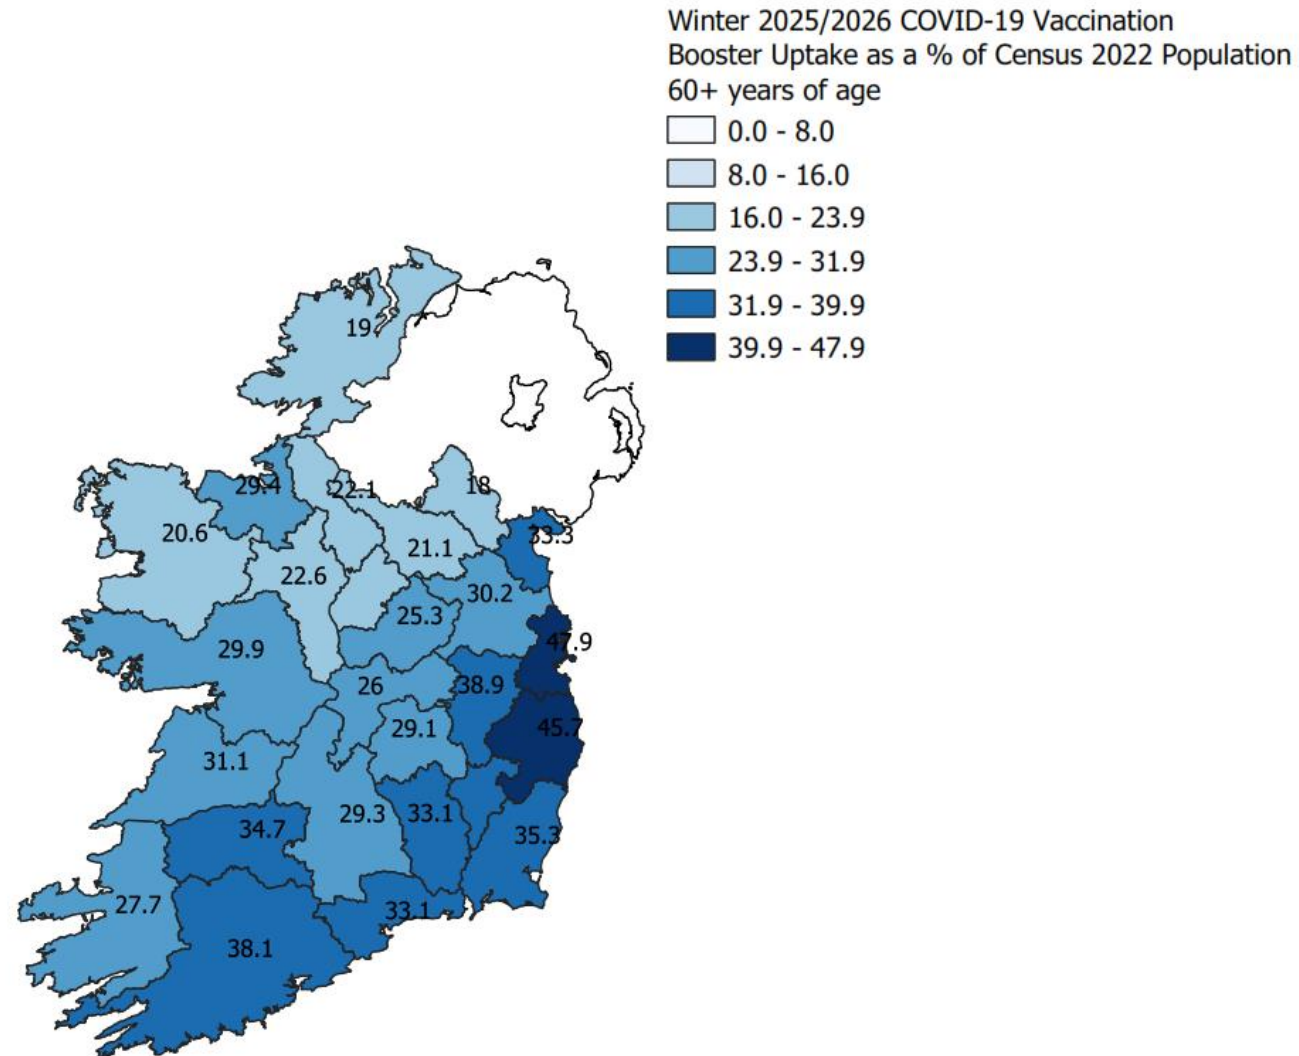 Winter 2025/2026 COVID-19 Vaccination
Booster Uptake as a % of Census 2022 Population
60+ years of age
0.0 - 8.0
8.0 - 16.0
16.0 - 23.9
23.9 - 31.9
31.9 - 39.9
39.9 - 47.9
19
29.4
22.1
18
20.6
33.3
21.1
22.6
30.2
25.3
29.9
47.9
26
38.9
29.1
45.7
31.1
29.3
33.1
34.7
35.3
27.7
33.1
38.1